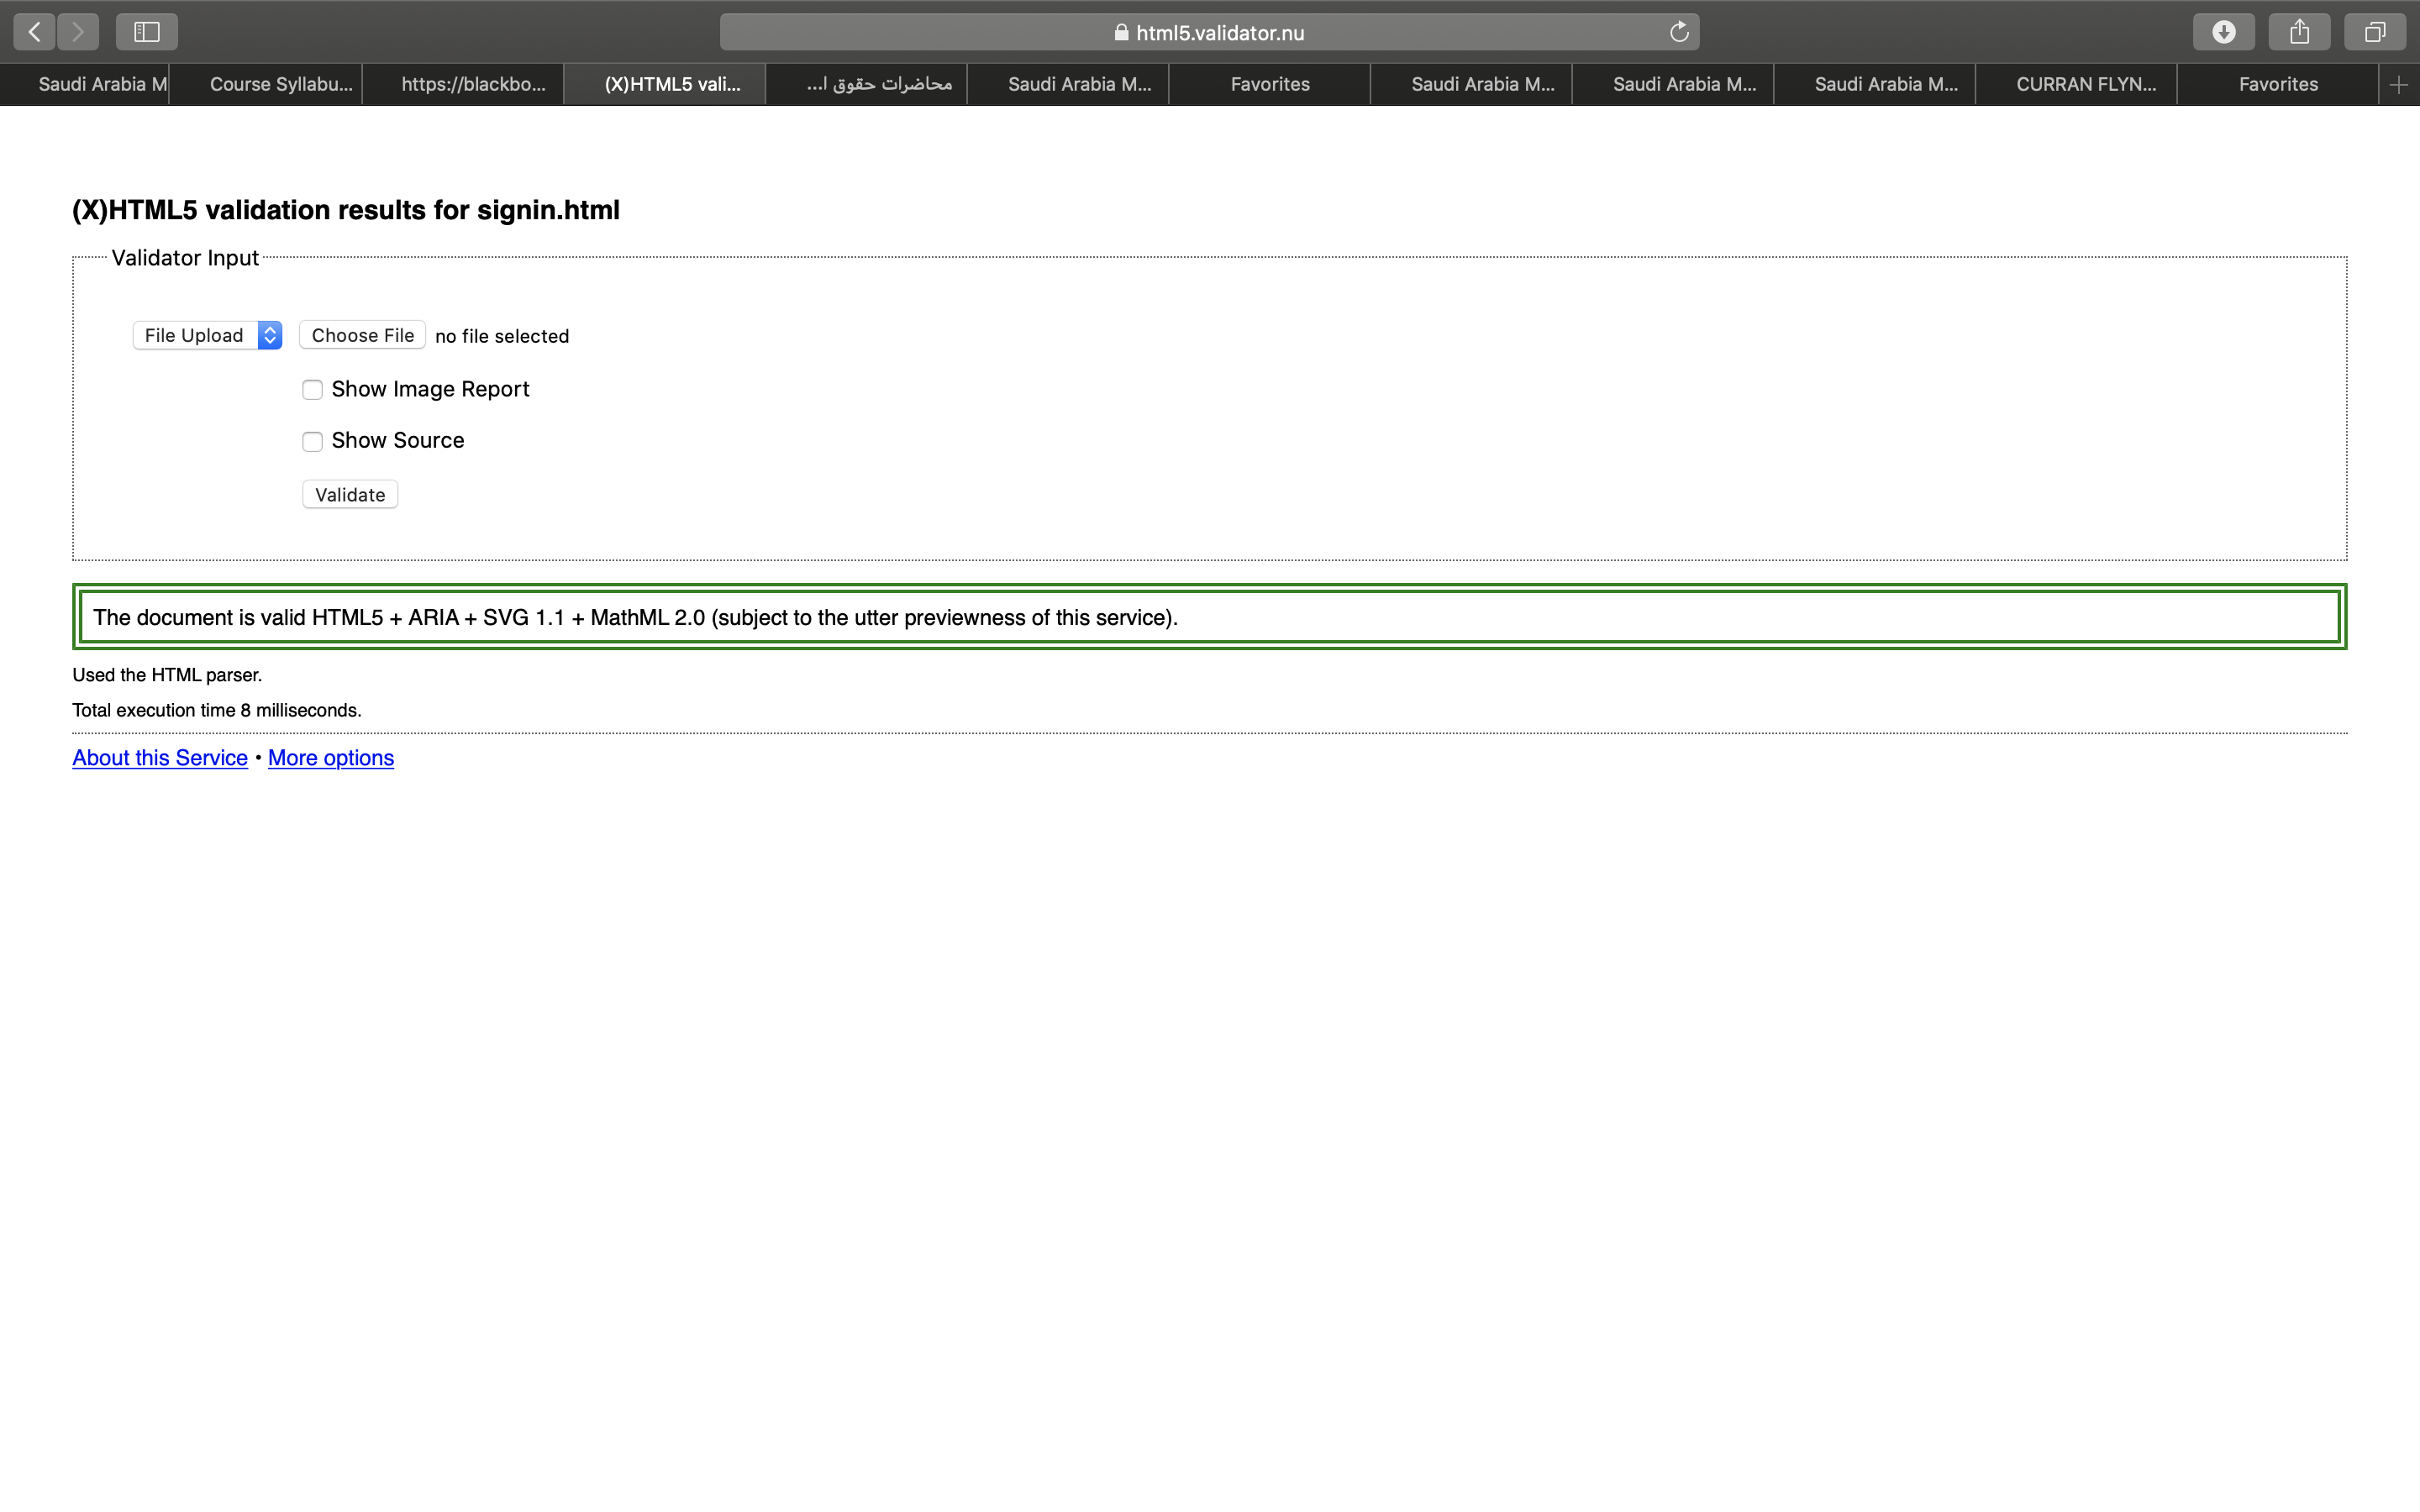 html5.validator.nu
Saudi Arabia M
Course Syllabu...
https://blackbo...
(X)HTML5 vali...
محاضرات حقوق ا...
Saudi Arabia M...
Favorites
Saudi Arabia M...
Saudi Arabia M...
Saudi Arabia M...
CURRAN FLYN...
Favorites
(X)HTML5 validation results for signin.html
Validator Input
File Upload Choose File no file selected
Show Image Report
Show Source
Validate
The document is valid HTML5 + ARIA + SVG 1.1 + MathML 2.0 (subject to the utter previewness of this service).
Used the HTML parser.
Total execution time 8 milliseconds.
About this Service • More options